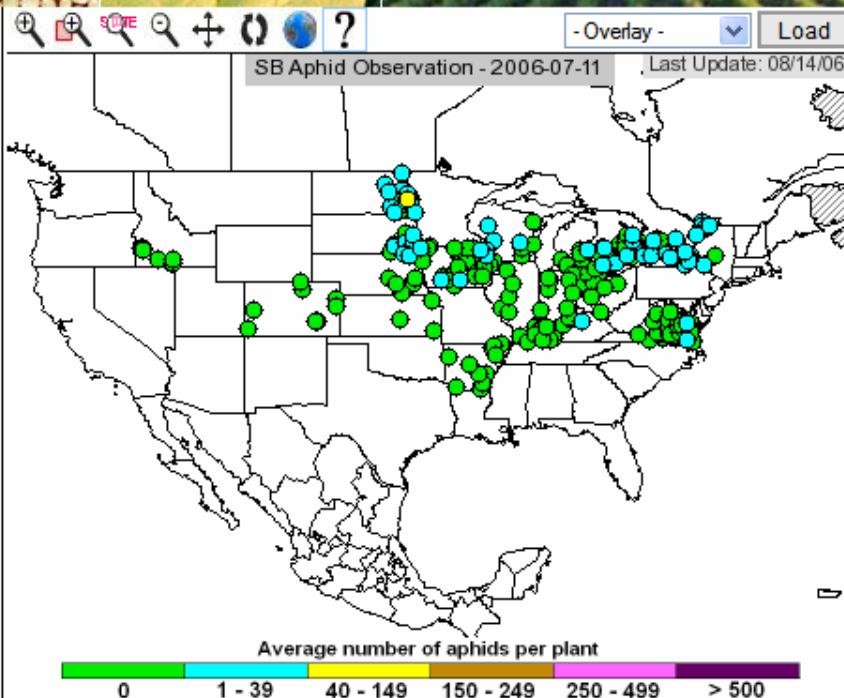 STATE
?
- Overlay -
Load
SB Aphid Observation - 2006-07-11
Last Update: 08/14/06
Average number of aphids per plant
0 1 - 39 40 - 149 150 - 249 250 - 499 > 500